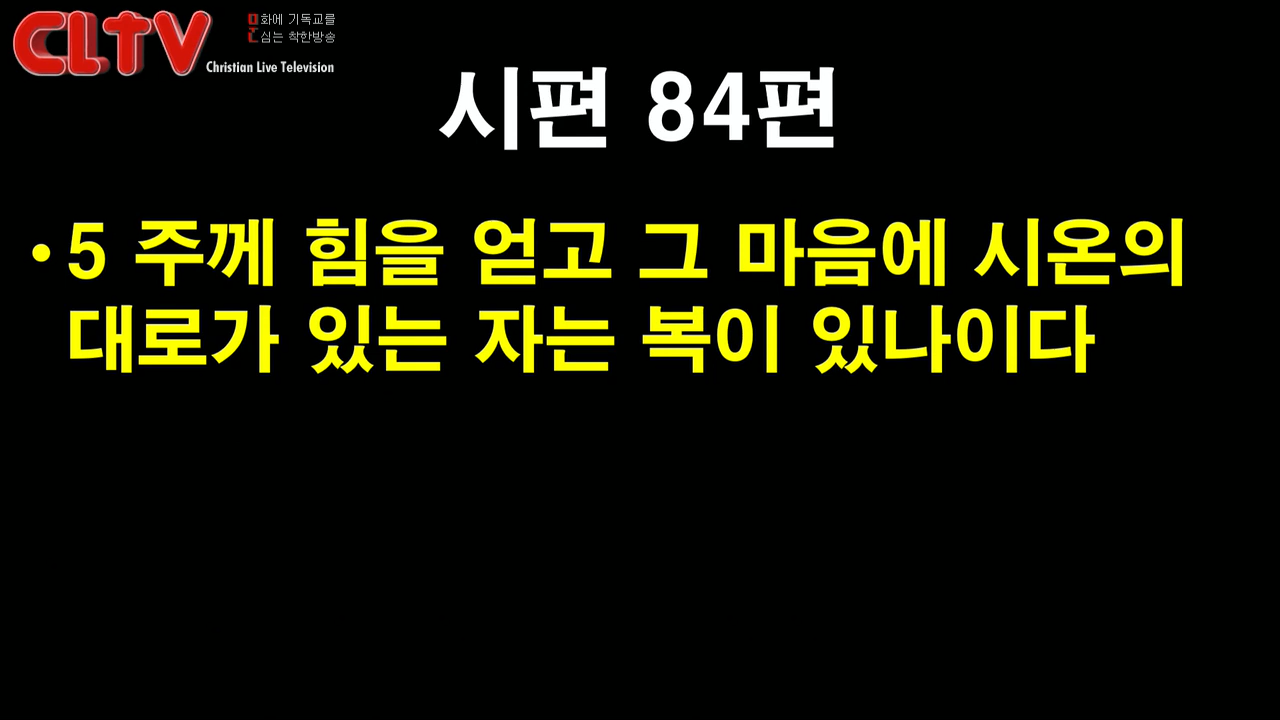 CLTV
문화에 기독교를
심는 착한방송
Christian Live Television
시편 84편
• 5 주께 힘을 얻고 그 마음에 시온의
대로가 있는 자는 복이 있나이다